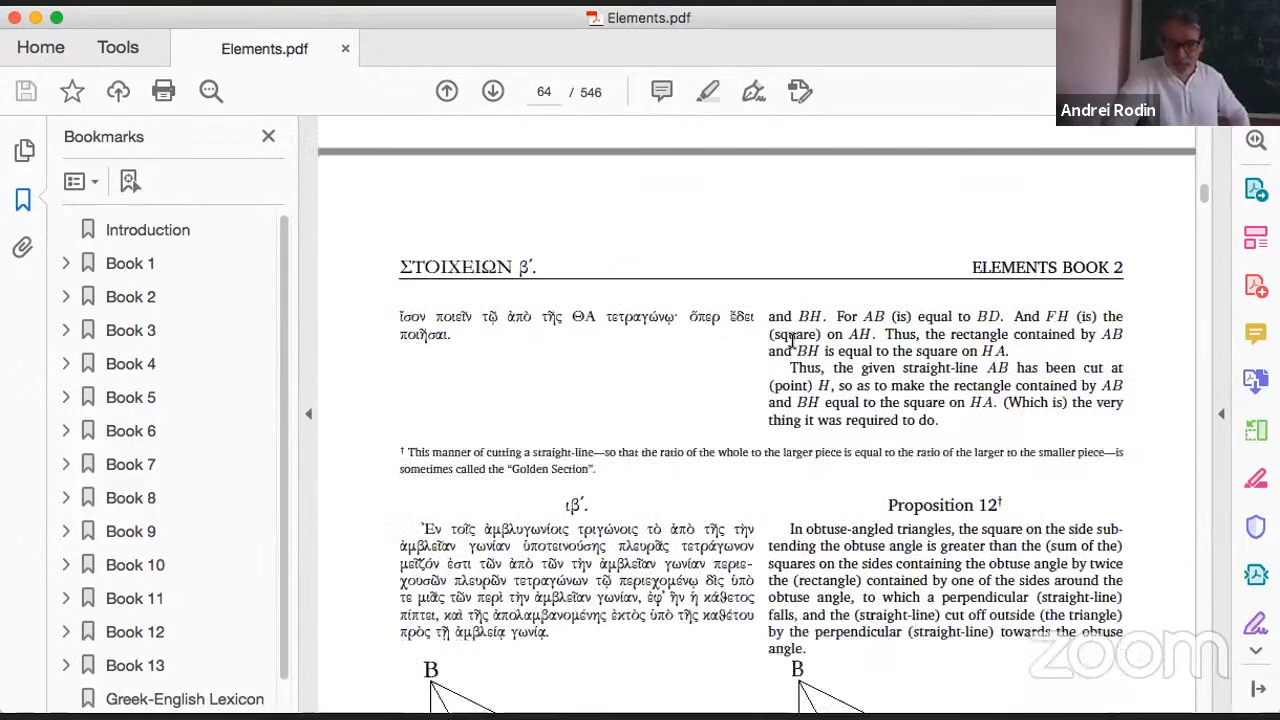 Elements.pdf
Home Tools Elements.pdf ×
64 / 546
Andrei Rodin
Bookmarks
Introduction
Book 1
Book 2
Book 3
Book 4
Book 5
Book 6
Book 7
Book 8
Book 9
Book 10
Book 11
Book 12
Book 13
Greek-English Lexicon
ΣΤΟΙΧΕΙΩΝ βʹ.
ELEMENTS BOOK 2
ἴσον ποιεῖν τῷ ἀπὸ τῆς ΘΑ τετραγώνῳ· ὅπερ ἔδει
ποιῆσαι.
and BH. For AB (is) equal to BD. And FH (is) the
(square) on AH. Thus, the rectangle contained by AB
and BH is equal to the square on HA.
Thus, the given straight-line AB has been cut at
(point) H, so as to make the rectangle contained by AB
and BH equal to the square on HA. (Which is) the very
thing it was required to do.
† This manner of cutting a straight-line—so that the ratio of the whole to the larger piece is equal to the ratio of the larger to the smaller piece—is
sometimes called the “Golden Section”.
ιβʹ.
Ἐν τοῖς ἀμβλυγωνίοις τριγώνοις τὸ ἀπὸ τῆς τὴν
ἀμβλεῖαν γωνίαν ὑποτεινούσης πλευρᾶς τετράγωνον
μεῖζόν ἐστι τῶν ἀπὸ τῶν τὴν ἀμβλεῖαν γωνίαν περιε-
χουσῶν πλευρῶν τετραγώνων τῷ περιεχομένῳ δὶς ὑπὸ
τε μιᾶς τῶν περὶ τὴν ἀμβλεῖαν γωνίαν, ἐφ᾿ ἣν ἡ κάθετος
πίπτει, καὶ τῆς ἀπολαμβανομένης ἐκτὸς ὑπὸ τῆς καθέτου
πρὸς τῇ ἀμβλείᾳ γωνίᾳ.
B
Proposition 12†
In obtuse-angled triangles, the square on the side sub-
tending the obtuse angle is greater than the (sum of the)
squares on the sides containing the obtuse angle by twice
the (rectangle) contained by one of the sides around the
obtuse angle, to which a perpendicular (straight-line)
falls, and the (straight-line) cut off outside (the triangle)
by the perpendicular (straight-line) towards the obtuse
angle.
B
zoom